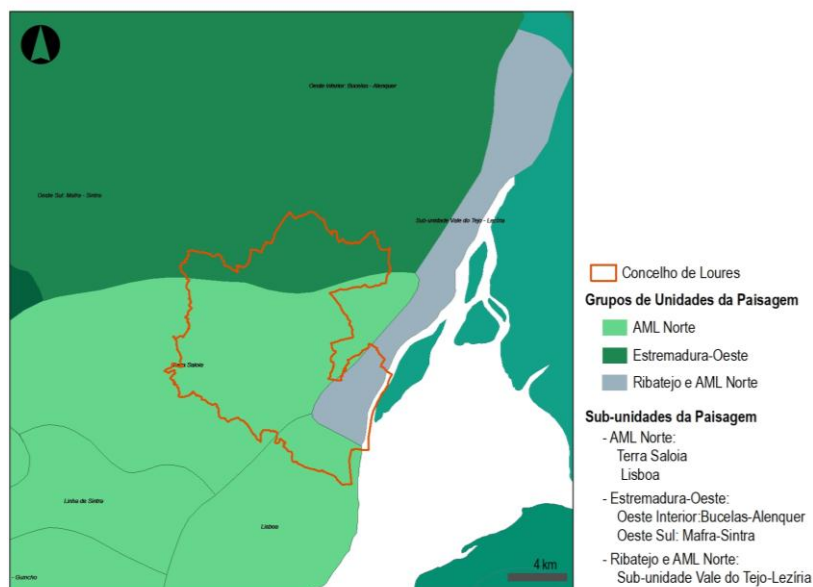 Oeste Interior: Bucelas - Alenquer
Oeste Sul: Mafra - Sintra
Sub-unidade Vale do Tejo - Lezíria
Terra Saloia
Linha de Sintra
Lisboa
Guincho
4 km
Concelho de Loures
Grupos de Unidades da Paisagem
AML Norte
Estremadura-Oeste
Ribatejo e AML Norte
Sub-unidades da Paisagem
- AML Norte:
Terra Saloia
Lisboa
- Estremadura-Oeste:
Oeste Interior:Bucelas-Alenquer
Oeste Sul: Mafra-Sintra
- Ribatejo e AML Norte:
Sub-unidade Vale do Tejo-Lezíria